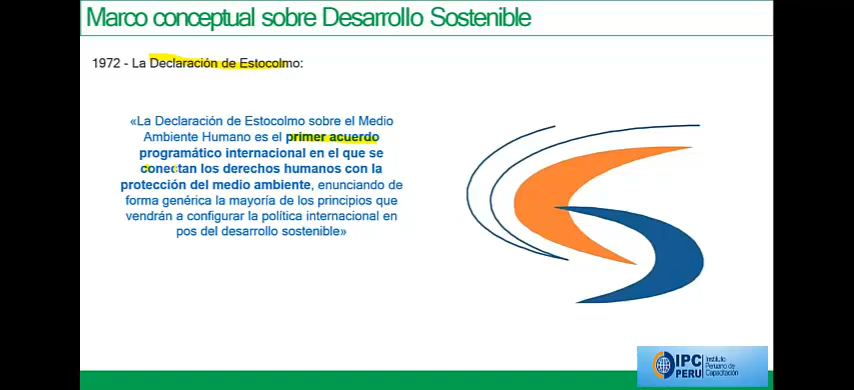 Marco conceptual sobre Desarrollo Sostenible
1972 - La Declaración de Estocolmo:
«La Declaración de Estocolmo sobre el Medio
Ambiente Humano es el primer acuerdo
programático internacional en el que se
conectan los derechos humanos con la
protección del medio ambiente, enunciando de
forma genérica la mayoría de los principios que
vendrán a configurar la política internacional en
pos del desarrollo sostenible»
IPC
PERU
Instituto
Peruano de
Capacitación